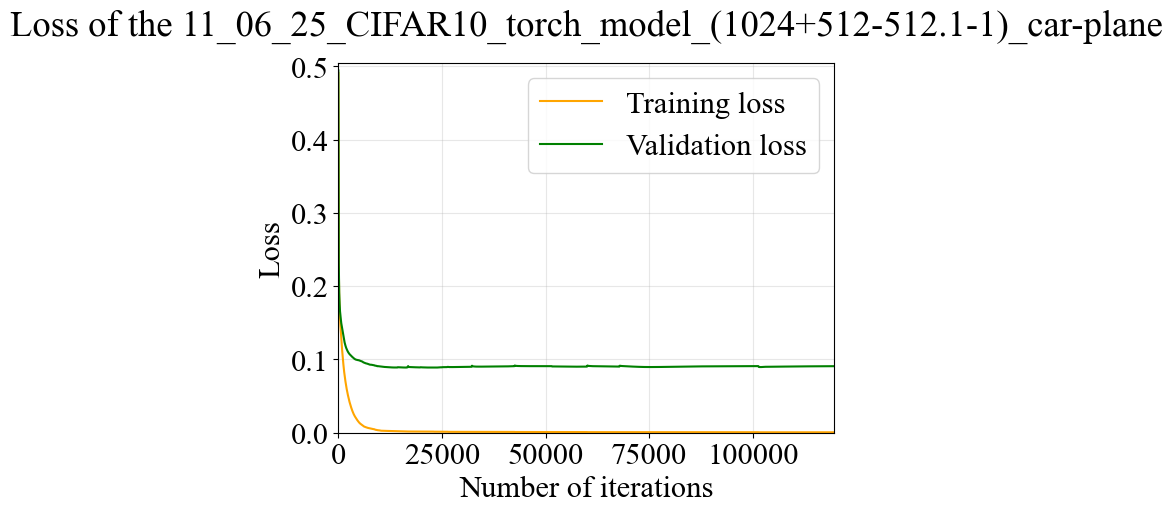 Loss of the 11_06_25_CIFAR10_torch_model_(1024+512-512.1-1)_car-plane
Training loss
Validation loss
Loss
0.5
0.4
0.3
0.2
0.1
0.0
0 25000 50000 75000 100000
Number of iterations